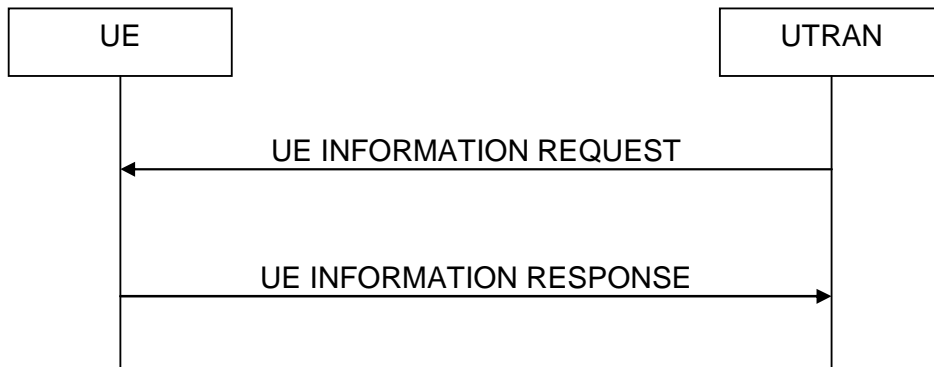 UE
UTRAN
UE INFORMATION REQUEST
UE INFORMATION RESPONSE